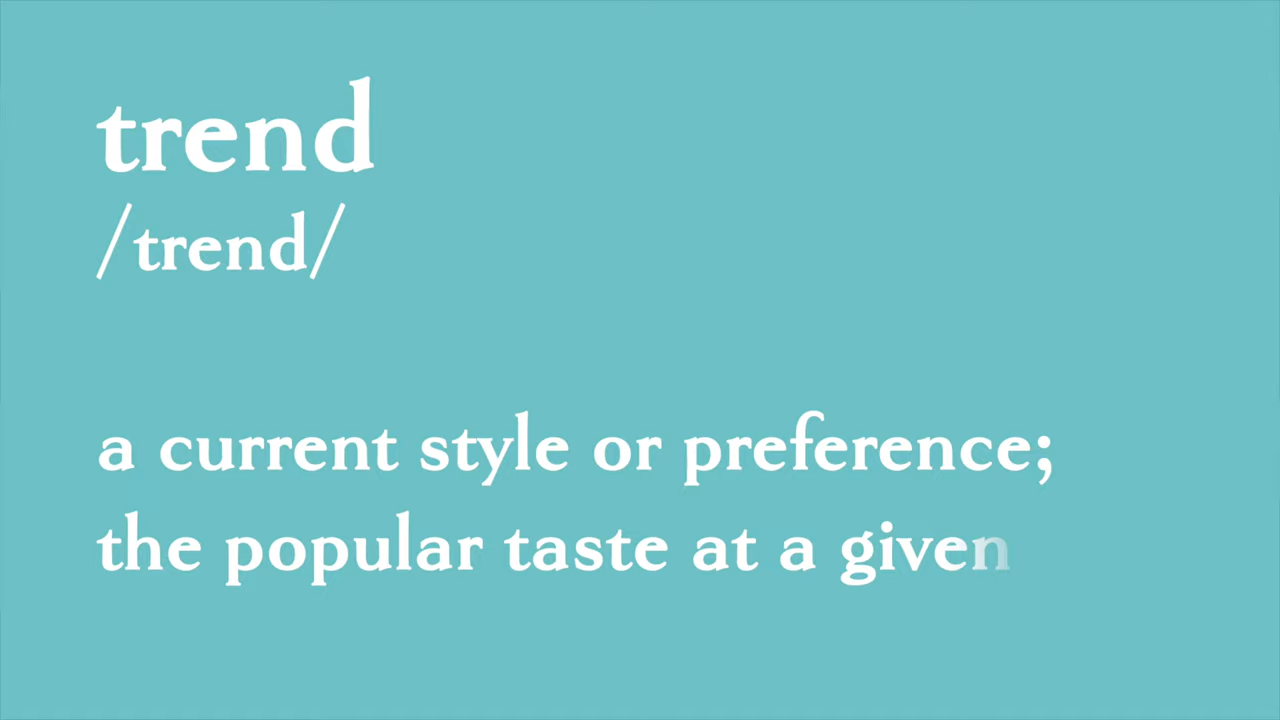 trend
/trend/
a current style or preference;
the popular taste at a given